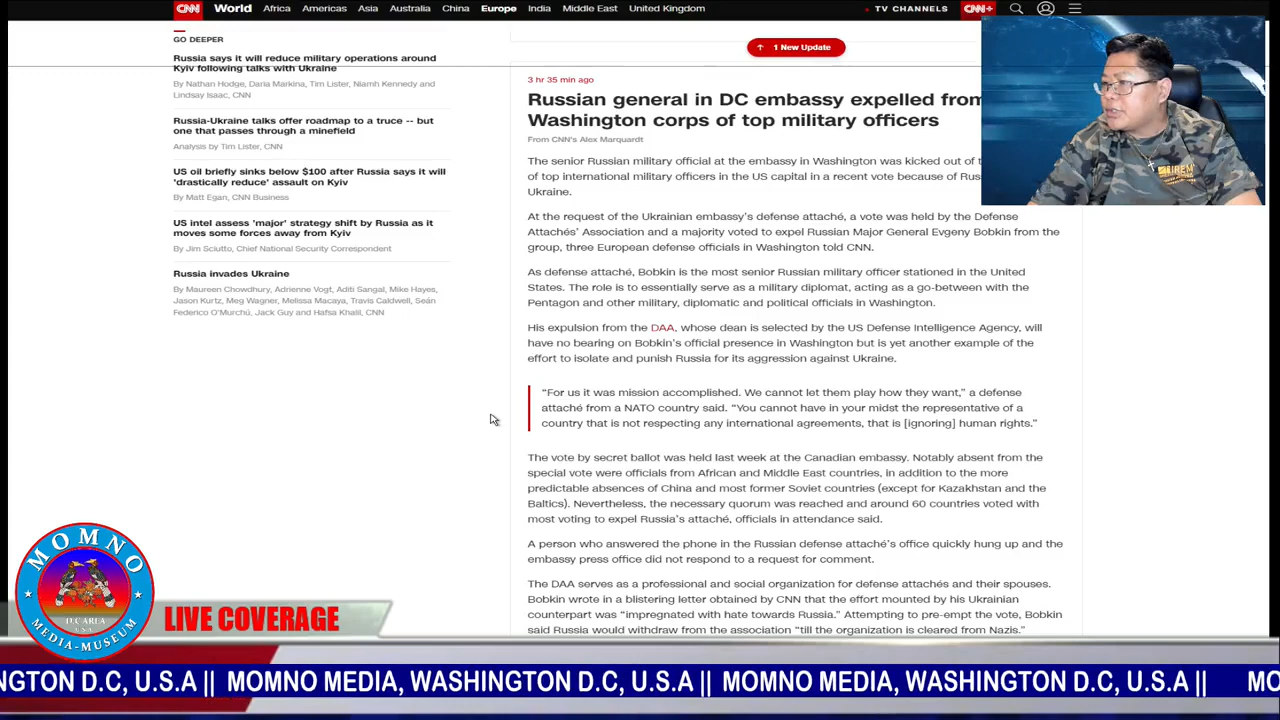 CNN World Africa Americas Asia Australia China Europe India Middle East United Kingdom TV CHANNELS CNN+
GO DEEPER
Russia says it will reduce military operations around
Kyiv following talks with Ukraine
By Nathan Hodge, Daria Markina, Tim Lister, Niamh Kennedy and
Lindsay Isaac, CNN
Russia-Ukraine talks offer roadmap to a truce -- but
one that passes through a minefield
Analysis by Tim Lister, CNN
US oil briefly sinks below $100 after Russia says it will
'drastically reduce' assault on Kyiv
By Matt Egan, CNN Business
US intel assess 'major' strategy shift by Russia as it
moves some forces away from Kyiv
By Jim Sciutto, Chief National Security Correspondent
Russia invades Ukraine
By Maureen Chowdhury, Adrienne Vogt, Aditi Sangal, Mike Hayes,
Jason Kurtz, Meg Wagner, Melissa Macaya, Travis Caldwell, Seán
Federico O'Murchú, Jack Guy and Hafsa Khalil, CNN
1 New Update
3 hr 35 min ago
Russian general in DC embassy expelled from
Washington corps of top military officers
From CNN's Alex Marquardt
The senior Russian military official at the embassy in Washington was kicked out of
of top international military officers in the US capital in a recent vote because of
Ukraine.
At the request of the Ukrainian embassy's defense attaché, a vote was held by the Defense
Attachés' Association and a majority voted to expel Russian Major General Evgeny Bobkin from the
group, three European defense officials in Washington told CNN.
As defense attaché, Bobkin is the most senior Russian military officer stationed in the United
States. The role is to essentially serve as a military diplomat, acting as a go-between with the
Pentagon and other military, diplomatic and political officials in Washington.
His expulsion from the DAA, whose dean is selected by the US Defense Intelligence Agency, will
have no bearing on Bobkin's official presence in Washington but is yet another example of the
effort to isolate and punish Russia for its aggression against Ukraine.
“For us it was mission accomplished. We cannot let them play how they want,” a defense
attaché from a NATO country said. “You cannot have in your midst the representative of a
country that is not respecting any international agreements, that is [ignoring] human rights.”
The vote by secret ballot was held last week at the Canadian embassy. Notably absent from the
special vote were officials from African and Middle East countries, in addition to the more
predictable absences of China and most former Soviet countries (except for Kazakhstan and the
Baltics). Nevertheless, the necessary quorum was reached and around 60 countries voted with
most voting to expel Russia's attaché, officials in attendance said.
A person who answered the phone in the Russian defense attaché's office quickly hung up and the
embassy press office did not respond to a request for comment.
The DAA serves as a professional and social organization for defense attachés and their spouses.
Bobkin wrote in a blistering letter obtained by CNN that the effort mounted by his Ukrainian
counterpart was “impregnated with hate towards Russia.” Attempting to pre-empt the vote, Bobkin
said Russia would withdraw from the association “till the organization is cleared from Nazis.”
MOMNO
D.C AREA
U.S.A
MEDIA-MUSEUM
LIVE COVERAGE
NGTON D.C, U.S.A || MOMNO MEDIA, WASHINGTON D.C, U.S.A || MOMNO MEDIA, WASHINGTON D.C, U.S.A || MO